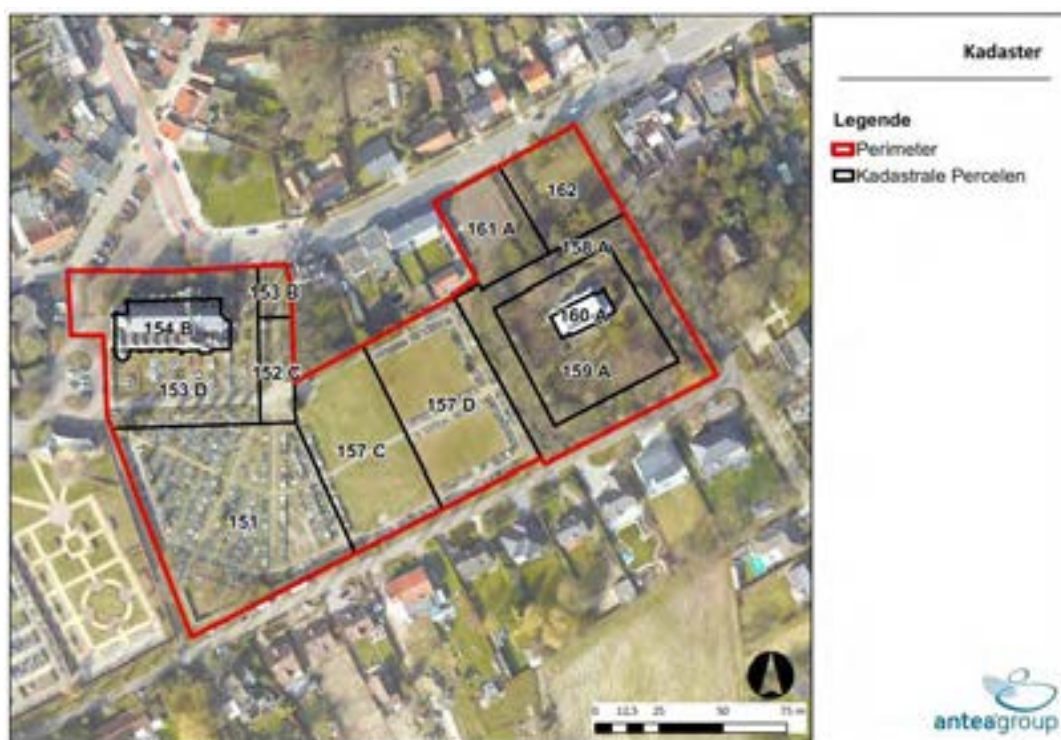 Kadaster
Legende
Perimeter
Kadastrale Percelen
162
161 A
158 A
153 B
160 A
154 B
159 A
152 C
153 D
157 D
157 C
151
0 12,5 25 50 75 m
anteagroup